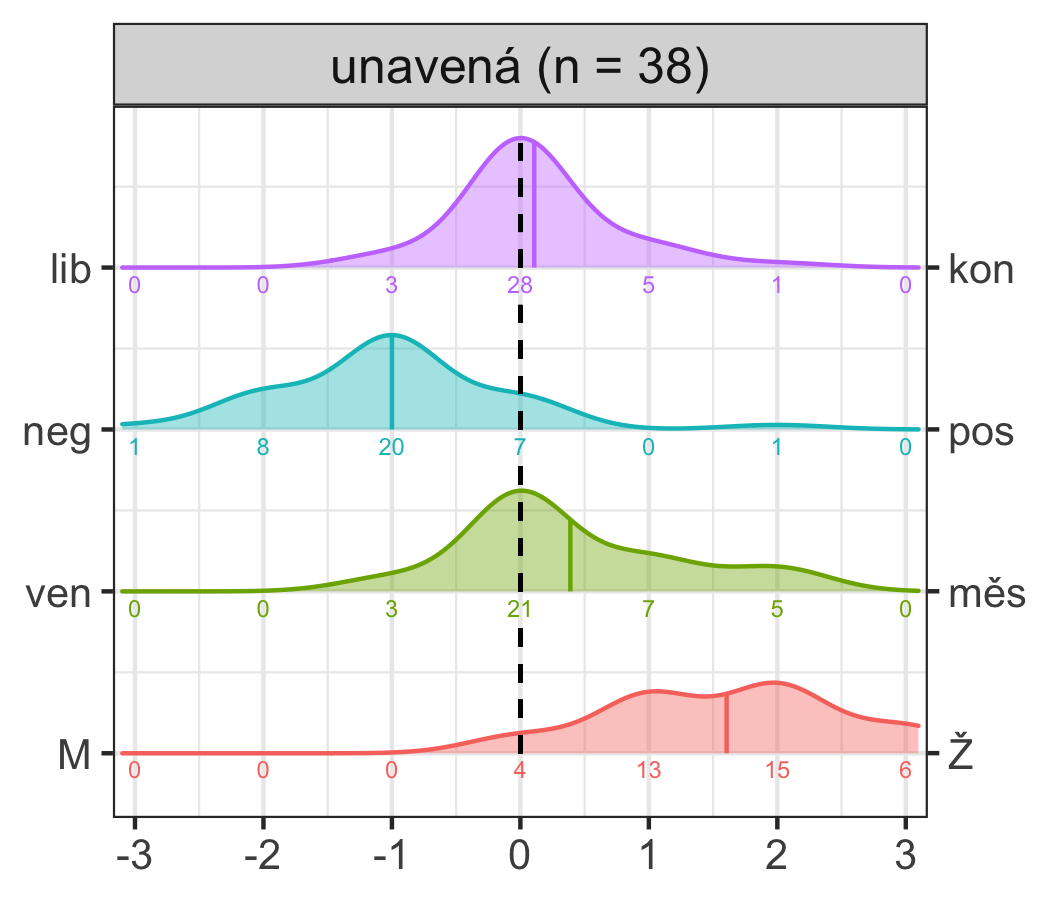 unavená (n = 38)
lib kon
0 0 3 28 5 1 0
neg pos
1 8 20 7 0 1 0
ven měs
0 0 3 21 7 5 0
M Ž
0 0 0 4 13 15 6
-3 -2 -1 0 1 2 3